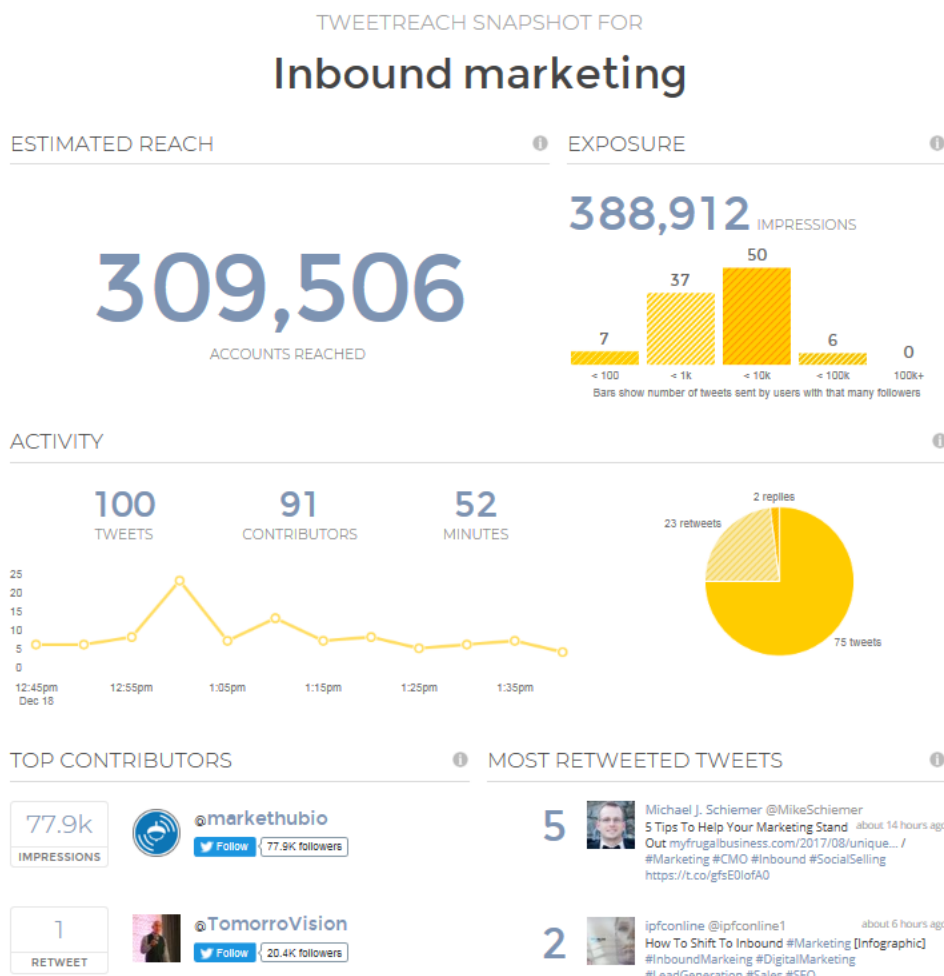 TWEETREACH SNAPSHOT FOR
Inbound marketing
ESTIMATED REACH
309,506
ACCOUNTS REACHED
EXPOSURE
388,912 IMPRESSIONS
7
37
50
6
0
< 100
< 1k
< 10k
< 100k
100k+
Bars show number of tweets sent by users with that many followers
ACTIVITY
100
TWEETS
91
CONTRIBUTORS
52
MINUTES
25
20
15
10
5
0
12:45pm
Dec 18
12:55pm
1:05pm
1:15pm
1:25pm
1:35pm
2 replies
23 retweets
75 tweets
TOP CONTRIBUTORS
77.9k
IMPRESSIONS
@markethubio
Follow 77.9K followers
1
RETWEET
@TomorroVision
Follow 20.4K followers
MOST RETWEETED TWEETS
5
Michael J. Schiemer @MikeSchiemer
5 Tips To Help Your Marketing Stand about 14 hours ago
Out myfrugalbusiness.com/2017/08/unique... /
#Marketing #CMO #Inbound #SocialSelling
https://t.co/gfsE0lofA0
2
ipfconline @ipfconline1 about 6 hours ago
How To Shift To Inbound #Marketing [Infographic]
#InboundMarkeing #DigitalMarketing
#LeadGeneration #Sales #SEO